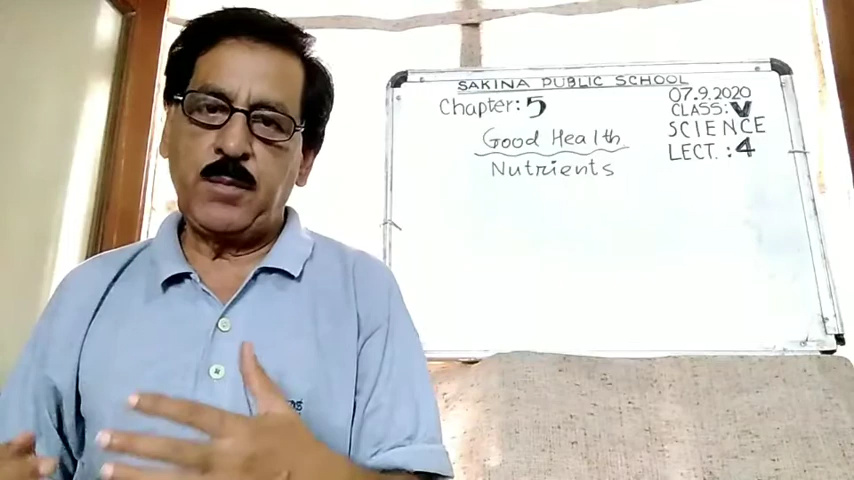 SAKINA PUBLIC SCHOOL
07.9.2020
Chapter: 5
CLASS: V
Good Health
SCIENCE
Nutrients
LECT.: 4